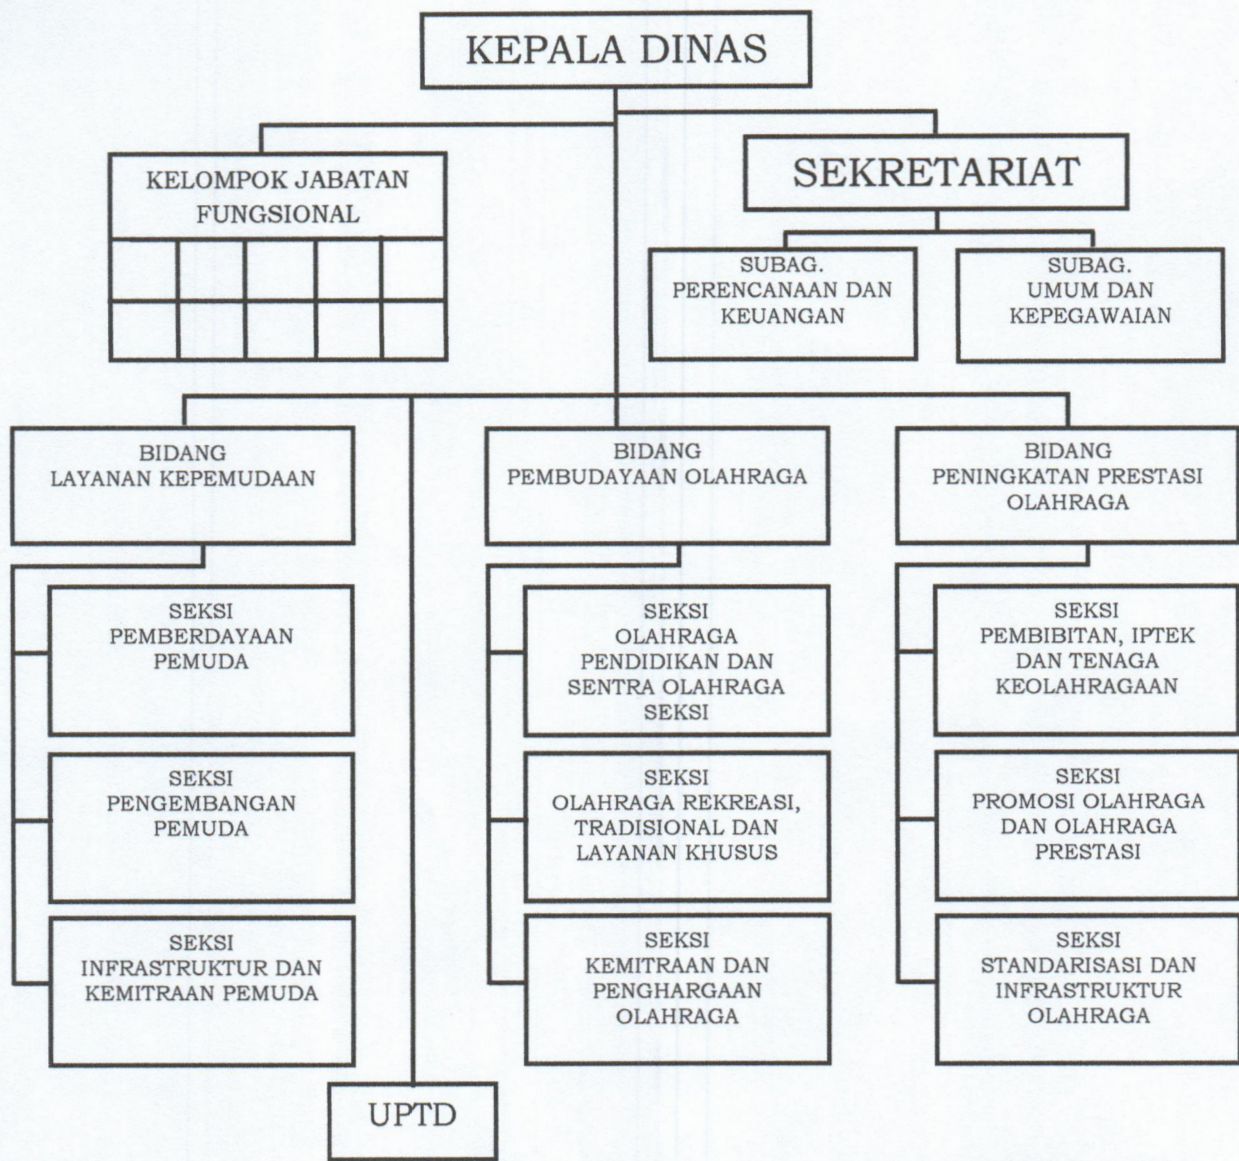 KEPALA DINAS
KELOMPOK JABATAN
FUNGSIONAL
SEKRETARIAT
SUBAG.
PERENCANAAN DAN
KEUANGAN
SUBAG.
UMUM DAN
KEPEGAWAIAN
BIDANG
LAYANAN KEPEMUDAAN
SEKSI
PEMBERDAYAAN
PEMUDA
SEKSI
PENGEMBANGAN
PEMUDA
SEKSI
INFRASTRUKTUR DAN
KEMITRAAN PEMUDA
BIDANG
PEMBUDAYAAN OLAHRAGA
SEKSI
OLAHRAGA
PENDIDIKAN DAN
SENTRA OLAHRAGA
SEKSI
SEKSI
OLAHRAGA REKREASI,
TRADISIONAL DAN
LAYANAN KHUSUS
SEKSI
KEMITRAAN DAN
PENGHARGAAN
OLAHRAGA
BIDANG
PENINGKATAN PRESTASI
OLAHRAGA
SEKSI
PEMBIBITAN, IPTEK
DAN TENAGA
KEOLAHRAGAAN
SEKSI
PROMOSI OLAHRAGA
DAN OLAHRAGA
PRESTASI
SEKSI
STANDARISASI DAN
INFRASTRUKTUR
OLAHRAGA
UPTD